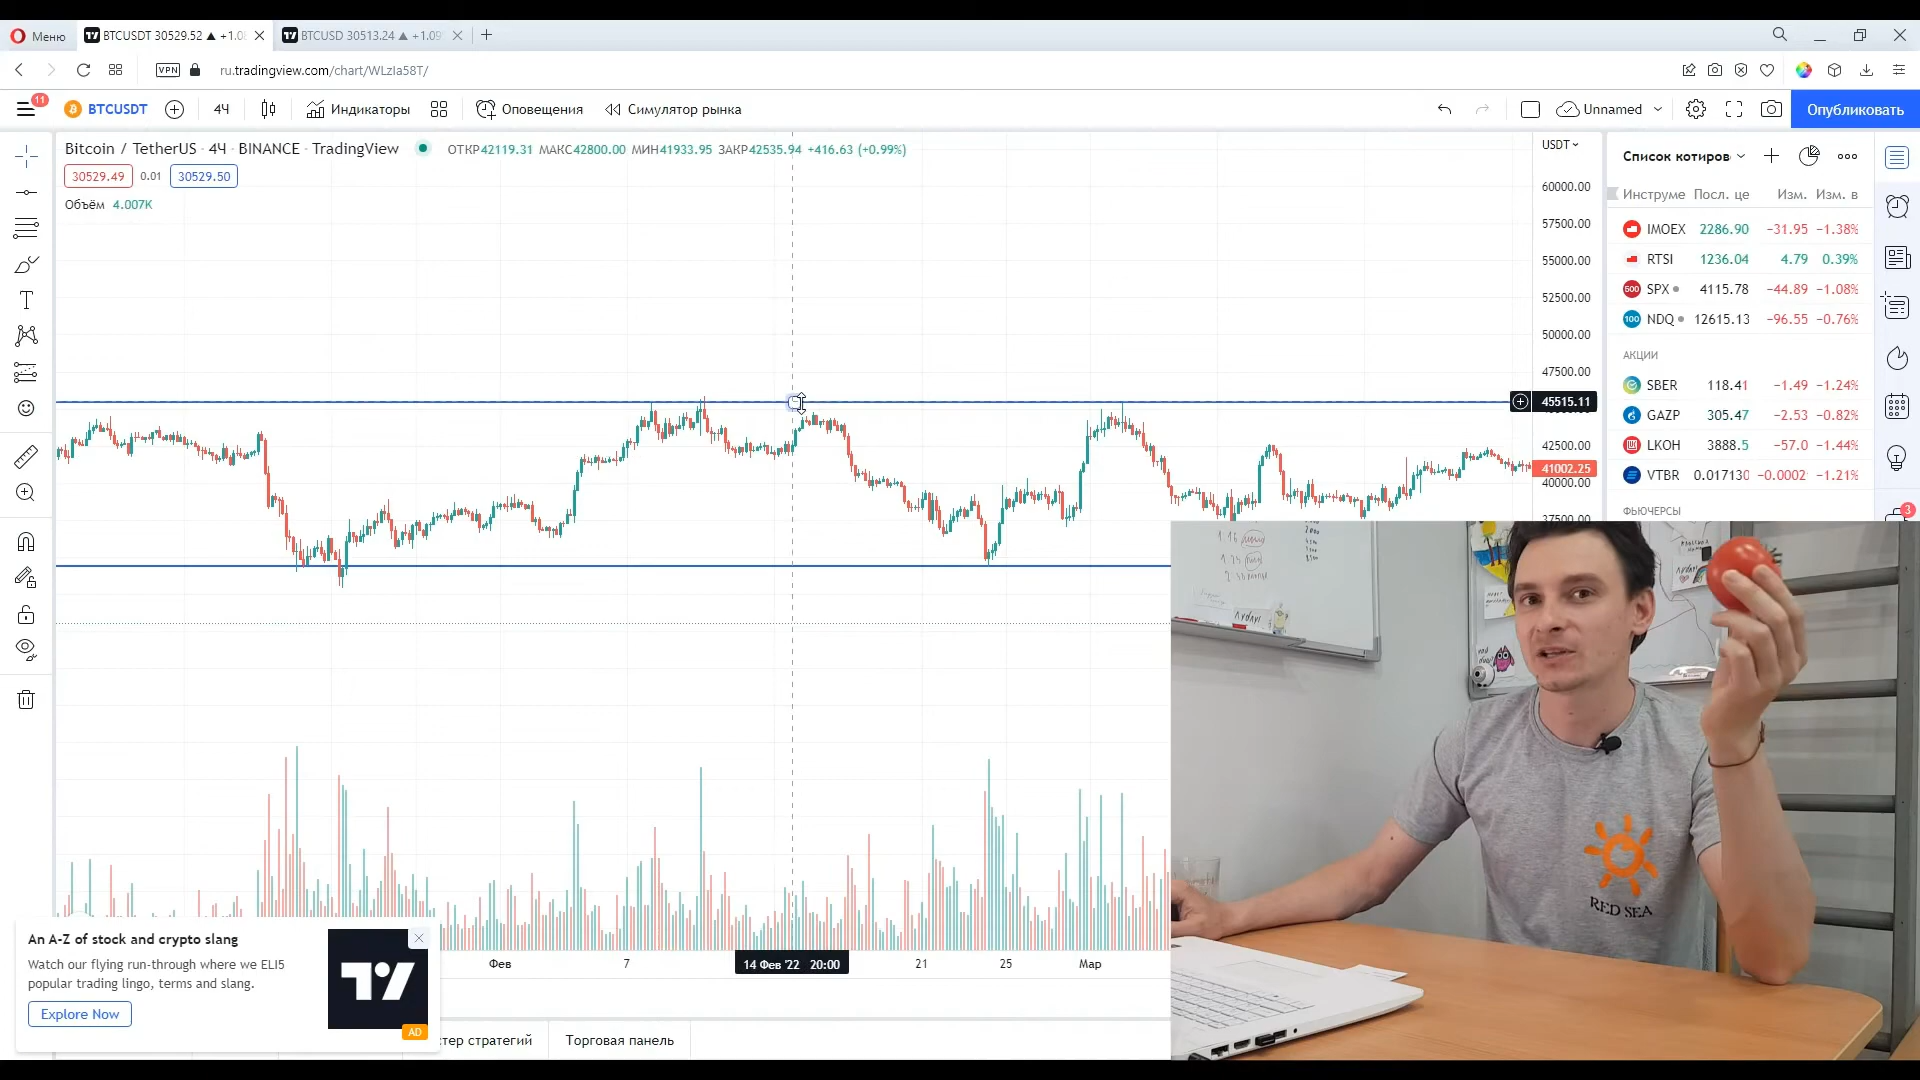 Меню
BTCUSDT 30529.52 ▲ +1.0
BTCUSD 30513.24 ▲ +1.09
VPN
ru.tradingview.com/chart/WLzIa58T/
11
BTCUSDT
4Ч
Индикаторы
Оповещения
Симулятор рынка
Unnamed
Опубликовать
Bitcoin / TetherUS · 4Ч · BINANCE · TradingView
ОТКР42119.31 МАКС42800.00 МИН41933.95 ЗАКР42535.94 +416.63 (+0.99%)
30529.49
0.01
30529.50
Объём 4.007K
USDT
60000.00
57500.00
55000.00
52500.00
50000.00
47500.00
45515.11
42500.00
41002.25
40000.00
37500.00
Список котиров
Инструме Посл. це Изм. Изм. в
IMOEX 2286.90 −31.95 −1.38%
RTSI 1236.04 4.79 0.39%
500 SPX 4115.78 −44.89 −1.08%
100 NDQ 12615.13 −96.55 −0.76%
АКЦИИ
SBER 118.41 −1.49 −1.24%
GAZP 305.47 −2.53 −0.82%
LKOH 3888.5 −57.0 −1.44%
VTBR 0.017130 −0.0002 −1.21%
ФЬЮЧЕРСЫ
3
RED SEA
Фев
7
14 Фев '22 20:00
21
25
Мар
An A-Z of stock and crypto slang
Watch our flying run-through where we ELI5
popular trading lingo, terms and slang.
Explore Now
AD
стер стратегий
Торговая панель